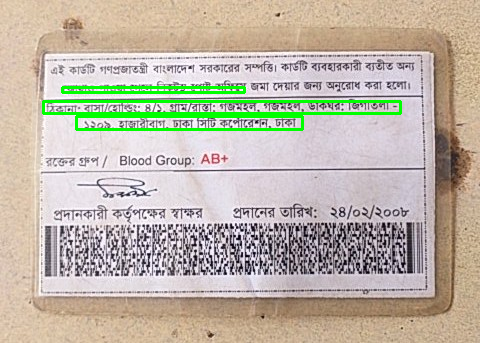 এই কার্ডটি গণপ্রজাতন্ত্রী বাংলাদেশ সরকারের সম্পত্তি। কার্ডটি ব্যবহারকারী ব্যতীত অন্য
জমা দেয়ার জন্য অনুরোধ করা হলো।
ঠিকানা: বাসা/হোল্ডিং: ৪/১, গ্রাম/রাস্তা: গজমহল, গজমহল, ডাকঘর: জিগাতলা -
১২০৯, হাজারীবাগ, ঢাকা সিটি কর্পোরেশন, ঢাকা
রক্তের গ্রুপ / Blood Group: AB+
প্রদানকারী কর্তৃপক্ষের স্বাক্ষর প্রদানের তারিখ: ২৪/০২/২০০৮